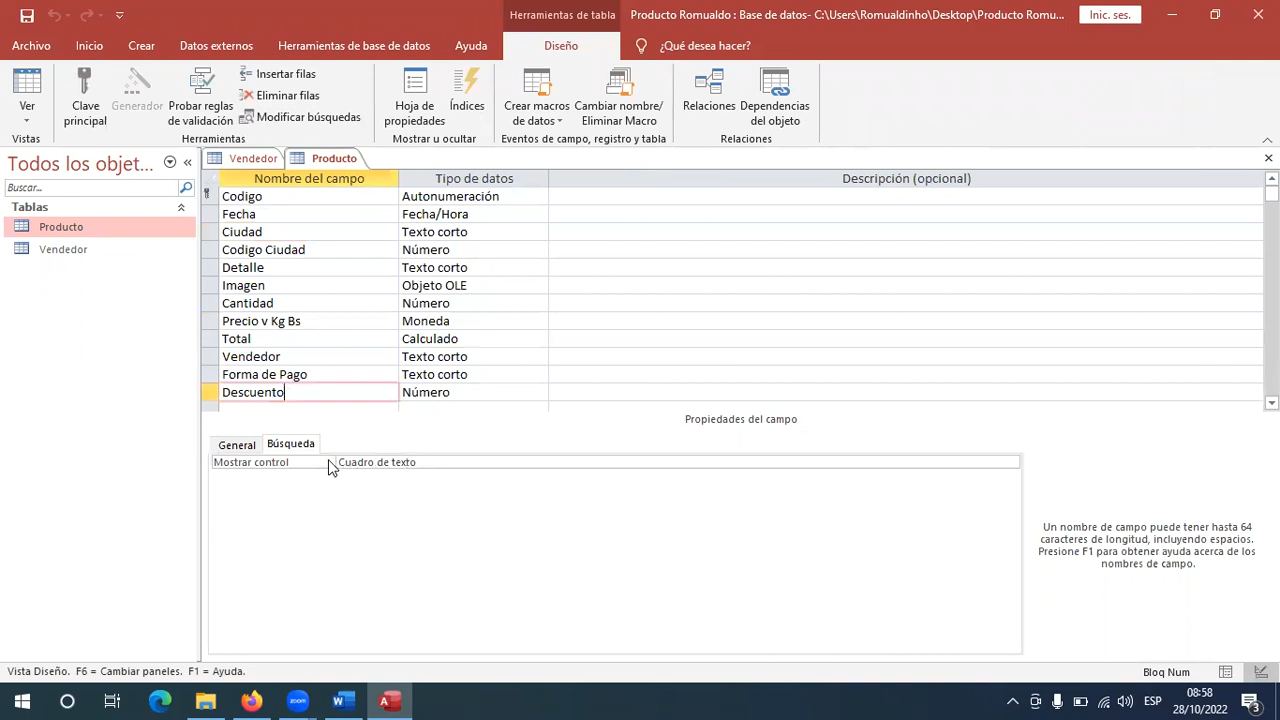 Herramientas de tabla
Producto Romualdo : Base de datos- C:\Users\Romualdinho\Desktop\Producto Romu...
Inic. ses.
Archivo
Inicio
Crear
Datos externos
Herramientas de base de datos
Ayuda
Diseño
¿Qué desea hacer?
Ver
Vistas
Clave principal
Generador
Probar reglas de validación
Insertar filas
Eliminar filas
Modificar búsquedas
Herramientas
Hoja de propiedades
Índices
Mostrar u ocultar
Crear macros de datos
Cambiar nombre/ Eliminar Macro
Eventos de campo, registro y tabla
Relaciones
Dependencias del objeto
Relaciones
Todos los objet...
Buscar...
Tablas
Producto
Vendedor
Vendedor
Producto
Nombre del campo Tipo de datos Descripción (opcional)
Codigo Autonumeración
Fecha Fecha/Hora
Ciudad Texto corto
Codigo Ciudad Número
Detalle Texto corto
Imagen Objeto OLE
Cantidad Número
Precio v Kg Bs Moneda
Total Calculado
Vendedor Texto corto
Forma de Pago Texto corto
Descuento Número
Propiedades del campo
General Búsqueda
Mostrar control Cuadro de texto
Un nombre de campo puede tener hasta 64
caracteres de longitud, incluyendo espacios.
Presione F1 para obtener ayuda acerca de los
nombres de campo.
Vista Diseño. F6 = Cambiar paneles. F1 = Ayuda.
Bloq Num
ESP
08:58
28/10/2022
3